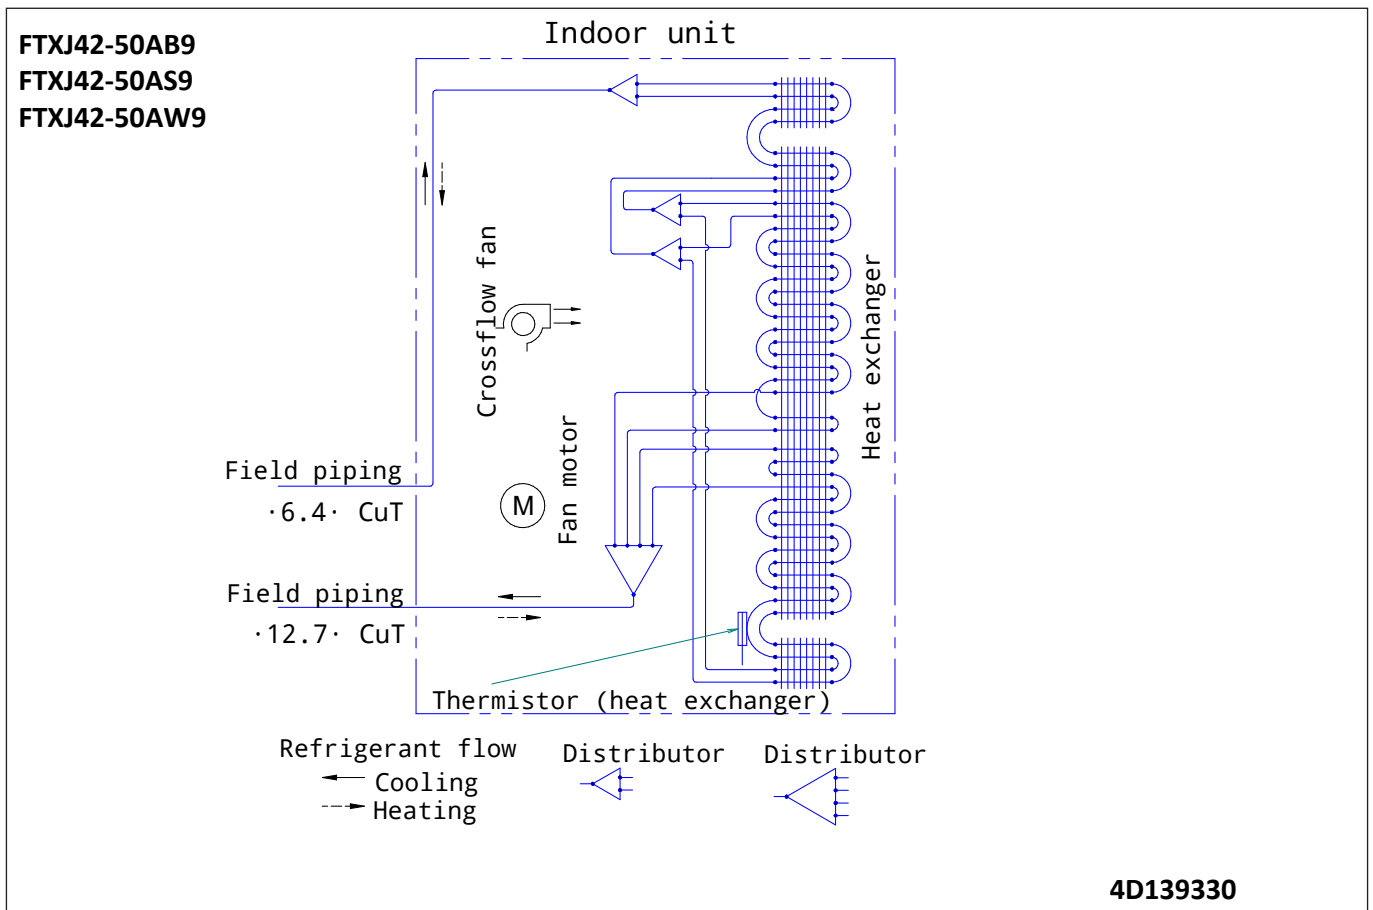 FTXJ42-50AB9
FTXJ42-50AS9
FTXJ42-50AW9
Indoor unit
Crossflow fan
Heat exchanger
Fan motor
M
Field piping
·6.4· CuT
Field piping
·12.7· CuT
Thermistor (heat exchanger)
Refrigerant flow
Cooling
Heating
Distributor
Distributor
4D139330